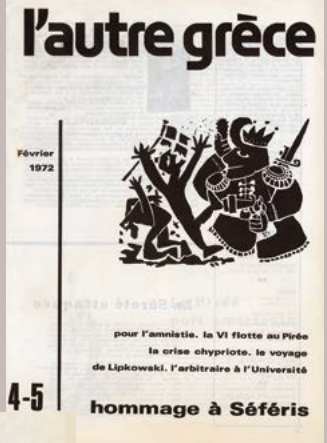 l'autre grèce
Février
1972
pour l'amnistie. la VI flotte au Pirée
la crise chypriote. le voyage
de Lipkowski. l'arbitraire à l'Université
4-5
hommage à Séféris